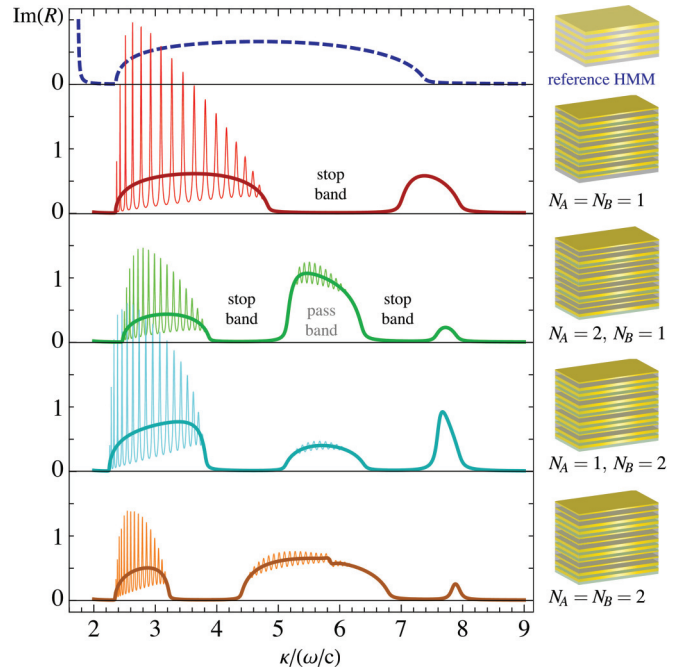 Im(R)
0
reference HMM
1
stop
band
0
N_A = N_B = 1
1
stop
band
pass
band
stop
band
0
N_A = 2, N_B = 1
1
0
N_A = 1, N_B = 2
1
0
N_A = N_B = 2
2 3 4 5 6 7 8 9
κ/(ω/c)